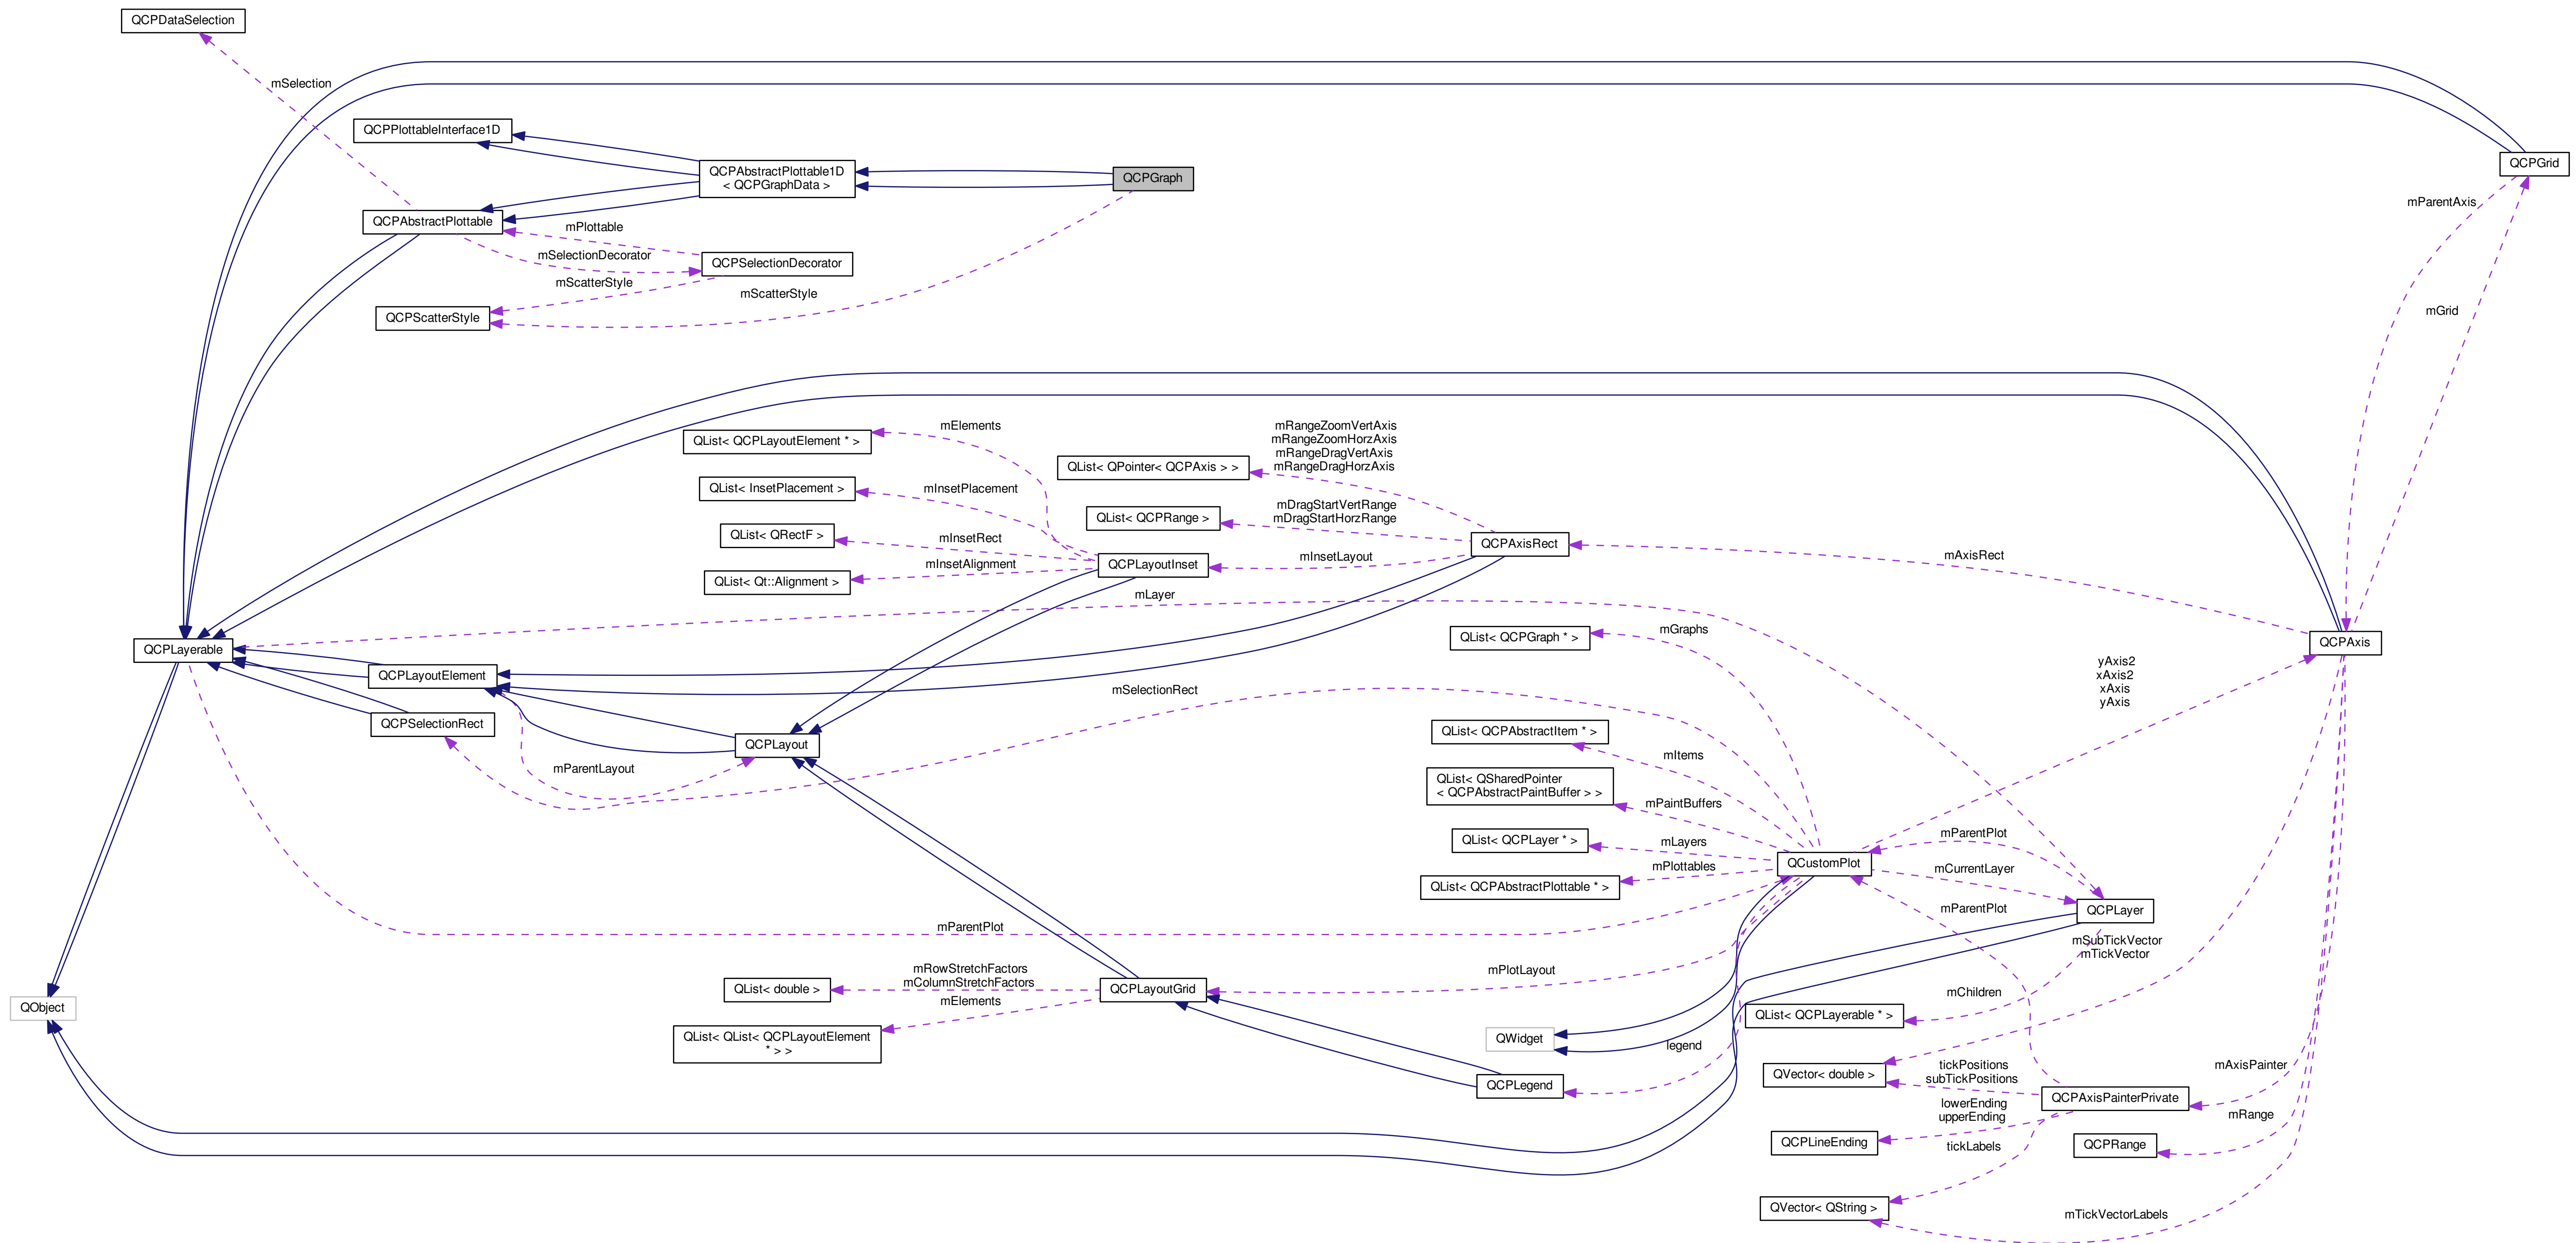 QCPDataSelection
mSelection
QCPPlottableInterface1D
QCPAbstractPlottable1D
< QCPGraphData >
QCPGraph
QCPGrid
mParentAxis
QCPAbstractPlottable
mPlottable
mSelectionDecorator
QCPSelectionDecorator
mScatterStyle
mScatterStyle
QCPScatterStyle
mGrid
QList< QCPLayoutElement * >
mElements
mRangeZoomVertAxis
mRangeZoomHorzAxis
mRangeDragVertAxis
mRangeDragHorzAxis
QList< QPointer< QCPAxis > >
QList< InsetPlacement >
mInsetPlacement
mDragStartVertRange
mDragStartHorzRange
QList< QCPRange >
QList< QRectF >
mInsetRect
QCPAxisRect
mInsetLayout
mAxisRect
mInsetAlignment
QCPLayoutInset
QList< Qt::Alignment >
mLayer
QList< QCPGraph * >
mGraphs
QCPAxis
QCPLayerable
QCPLayoutElement
yAxis2
xAxis2
xAxis
yAxis
mSelectionRect
QCPSelectionRect
QList< QCPAbstractItem * >
QCPLayout
mItems
mParentLayout
QList< QSharedPointer
< QCPAbstractPaintBuffer > >
mPaintBuffers
QList< QCPLayer * >
mLayers
mParentPlot
QCustomPlot
mPlottables
mCurrentLayer
QList< QCPAbstractPlottable * >
mParentPlot
QCPLayer
mParentPlot
mSubTickVector
mTickVector
mRowStretchFactors
mColumnStretchFactors
mPlotLayout
QList< double >
QCPLayoutGrid
mElements
mChildren
QObject
QList< QCPLayerable * >
QList< QList< QCPLayoutElement
* > >
QWidget
legend
mAxisPainter
QVector< double >
tickPositions
subTickPositions
QCPLegend
QCPAxisPainterPrivate
lowerEnding
upperEnding
mRange
QCPLineEnding
tickLabels
QCPRange
QVector< QString >
mTickVectorLabels